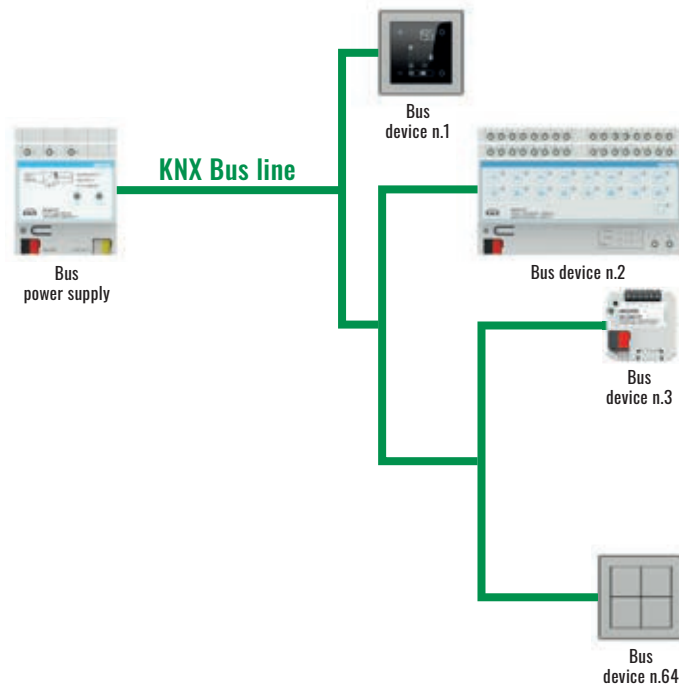 Bus
device n.1
KNX Bus line
Bus
power supply
Bus device n.2
Bus
device n.3
Bus
device n.64